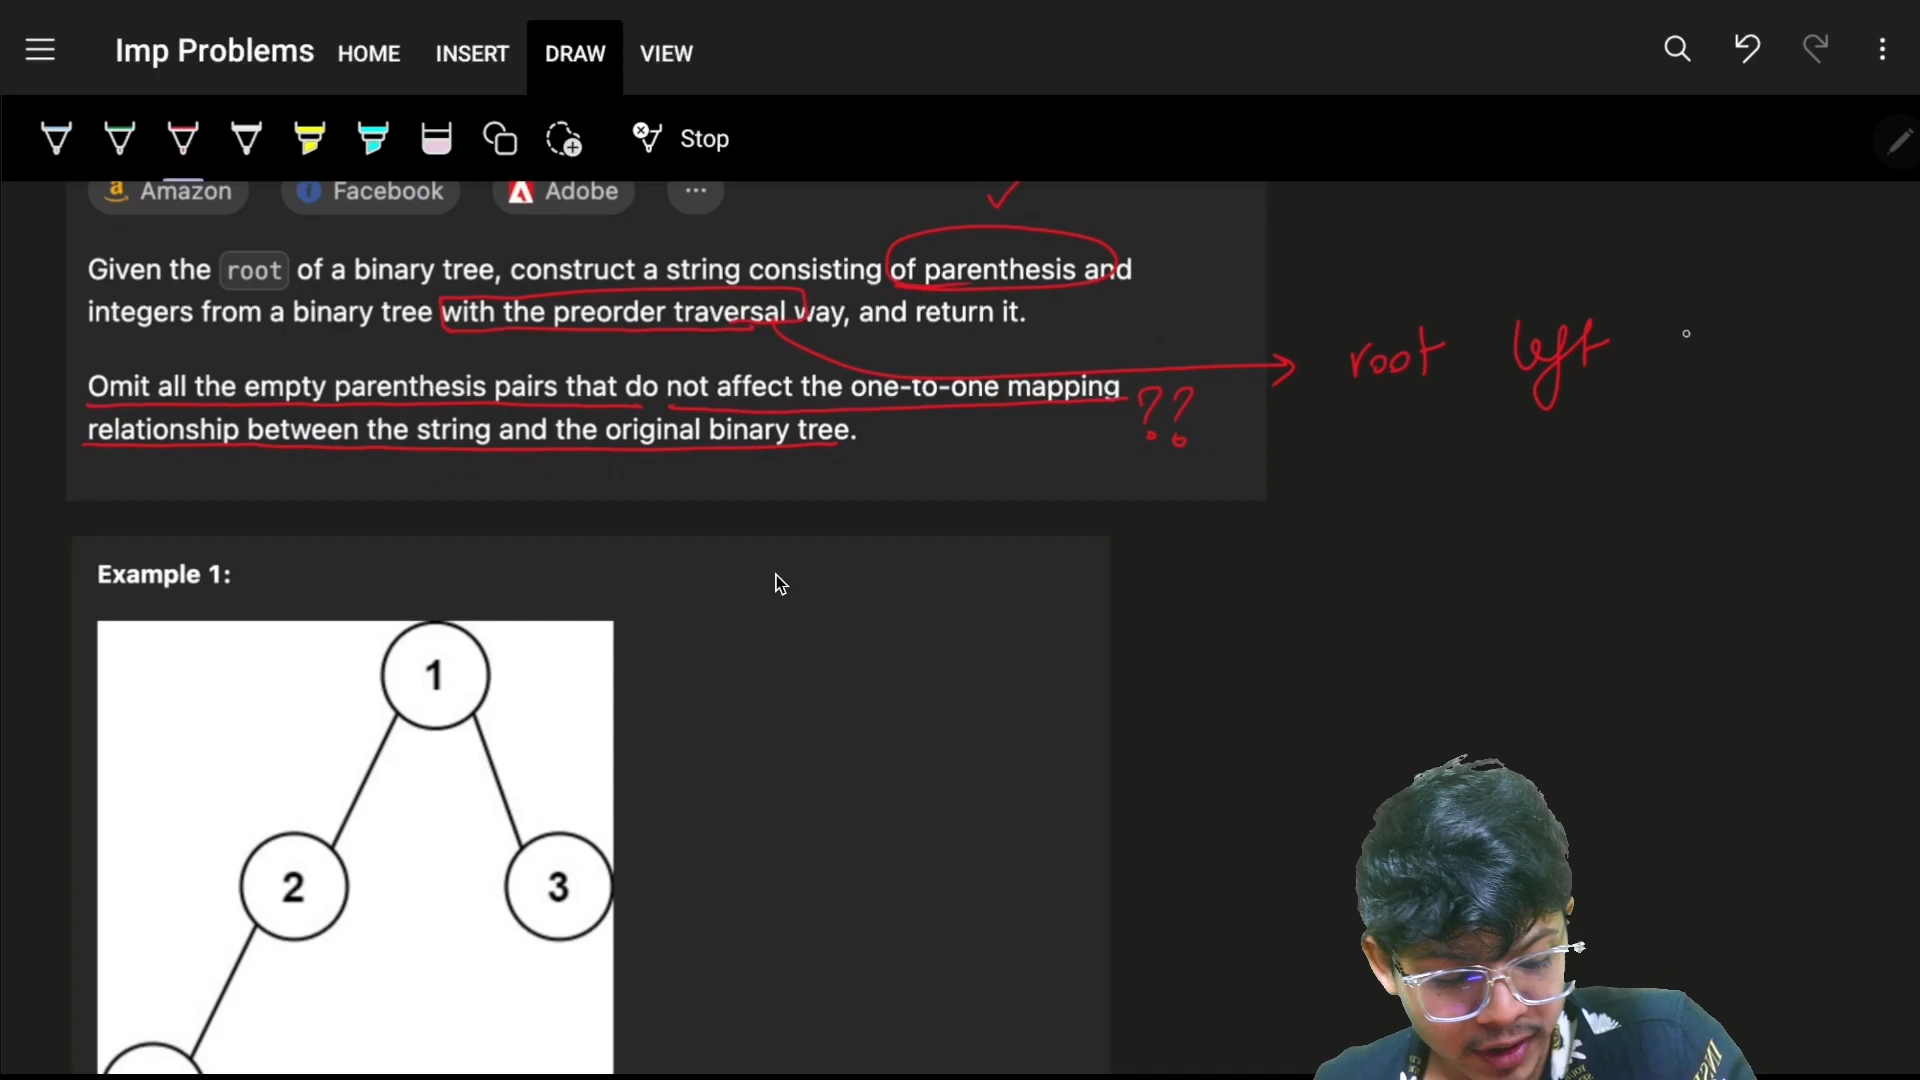 Imp Problems HOME INSERT DRAW VIEW
Stop
Amazon Facebook Adobe ...
Given the root of a binary tree, construct a string consisting of parenthesis and
integers from a binary tree with the preorder traversal way, and return it.
root left
Omit all the empty parenthesis pairs that do not affect the one-to-one mapping
??
relationship between the string and the original binary tree.
Example 1:
1
2 3